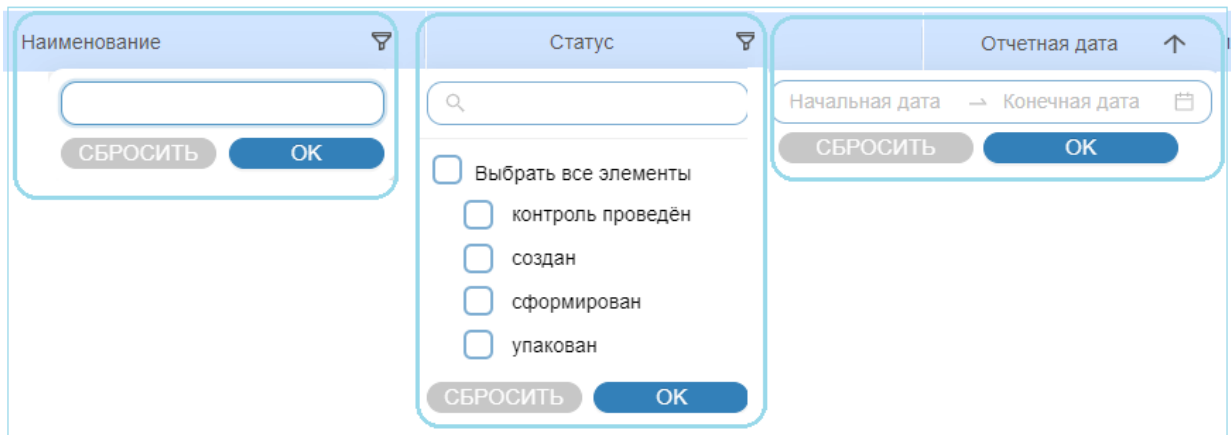 Наименование
СБРОСИТЬ OK
Статус
Выбрать все элементы
контроль проведён
создан
сформирован
упакован
СБРОСИТЬ OK
Отчетная дата
Начальная дата → Конечная дата
СБРОСИТЬ OK